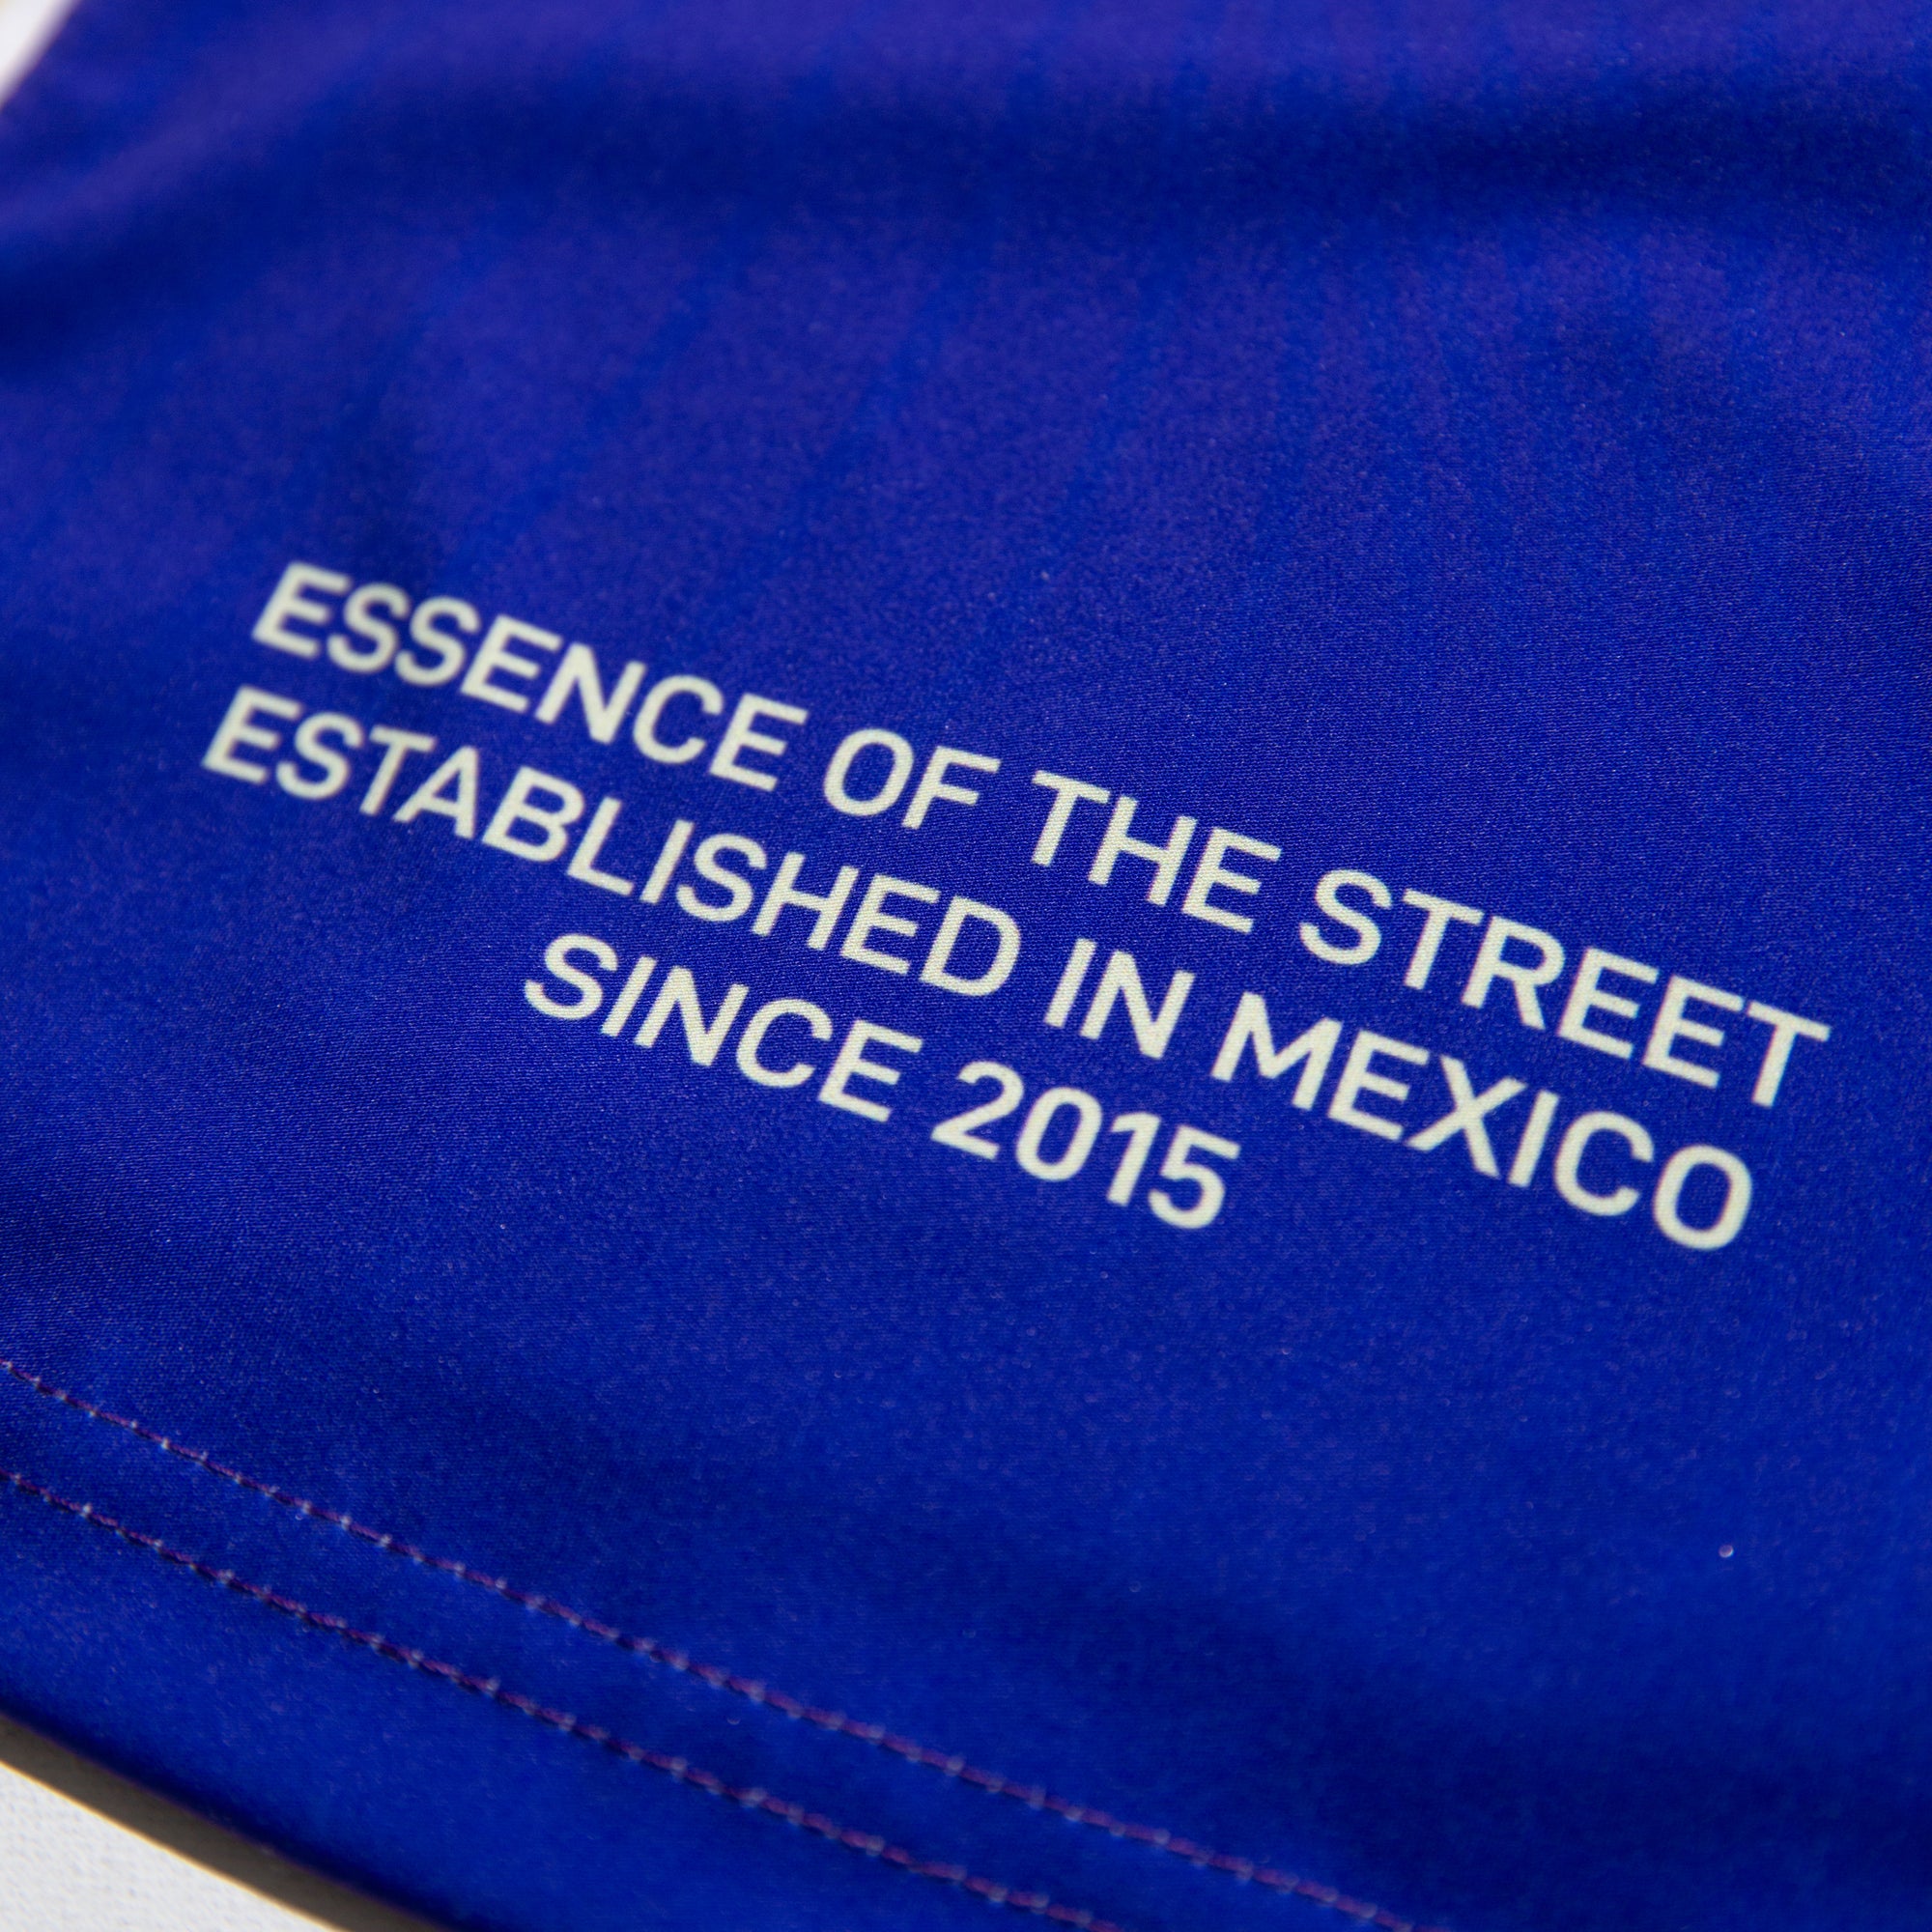 ESSENCE OF THE STREET
ESTABLISHED IN MEXICO
SINCE 2015